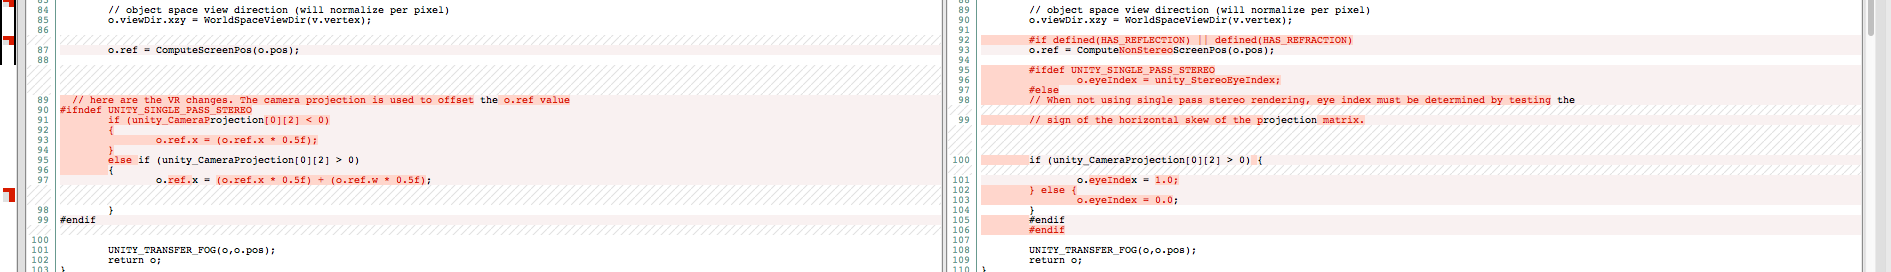 83
84 // object space view direction (will normalize per pixel)
85 o.viewDir.xzy = WorldSpaceViewDir(v.vertex);
86
87 o.ref = ComputeScreenPos(o.pos);
88
89 // here are the VR changes. The camera projection is used to offset the o.ref value
90 #ifndef UNITY_SINGLE_PASS_STEREO
91 if (unity_CameraProjection[0][2] < 0)
92 {
93 o.ref.x = (o.ref.x * 0.5f);
94 }
95 else if (unity_CameraProjection[0][2] > 0)
96 {
97 o.ref.x = (o.ref.x * 0.5f) + (o.ref.w * 0.5f);
98 }
99 #endif
100
101 UNITY_TRANSFER_FOG(o,o.pos);
102 return o;
103 }
88
89 // object space view direction (will normalize per pixel)
90 o.viewDir.xzy = WorldSpaceViewDir(v.vertex);
91
92 #if defined(HAS_REFLECTION) || defined(HAS_REFRACTION)
93 o.ref = ComputeNonStereoScreenPos(o.pos);
94
95 #ifdef UNITY_SINGLE_PASS_STEREO
96 o.eyeIndex = unity_StereoEyeIndex;
97 #else
98 // When not using single pass stereo rendering, eye index must be determined by testing the
99 // sign of the horizontal skew of the projection matrix.
100 if (unity_CameraProjection[0][2] > 0) {
101 o.eyeIndex = 1.0;
102 } else {
103 o.eyeIndex = 0.0;
104 }
105 #endif
106 #endif
107
108 UNITY_TRANSFER_FOG(o,o.pos);
109 return o;
110 }